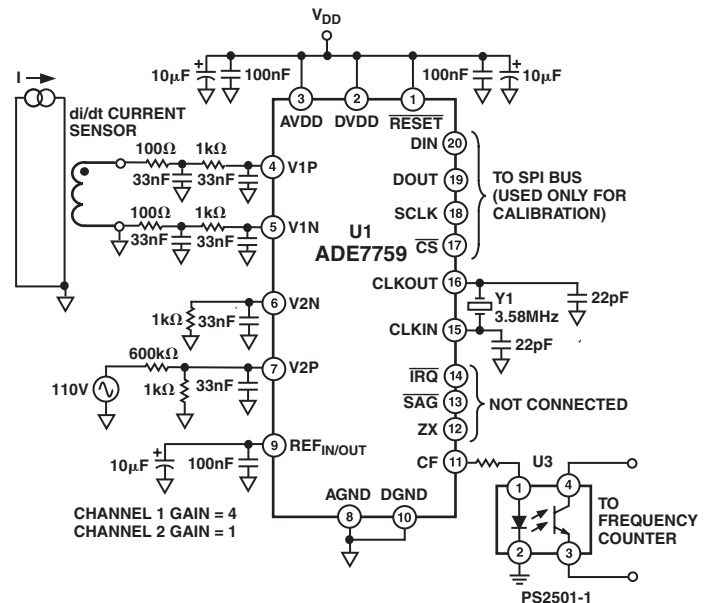 VDD
I
10μF
100nF
100nF
10μF
di/dt CURRENT
SENSOR
3
2
1
AVDD
DVDD
RESET
DIN
20
DOUT
19
SCLK
18
CS
17
TO SPI BUS
(USED ONLY FOR
CALIBRATION)
100Ω
1kΩ
33nF
33nF
4
V1P
100Ω
1kΩ
33nF
33nF
5
V1N
U1
ADE7759
CLKOUT
16
Y1
3.58MHz
22pF
CLKIN
15
22pF
6
V2N
1kΩ
33nF
600kΩ
7
V2P
110V
1kΩ
33nF
IRQ
14
SAG
13
ZX
12
NOT CONNECTED
9
REFIN/OUT
10μF
100nF
CF
11
U3
AGND
DGND
8
10
1
4
2
3
TO
FREQUENCY
COUNTER
CHANNEL 1 GAIN = 4
CHANNEL 2 GAIN = 1
PS2501-1